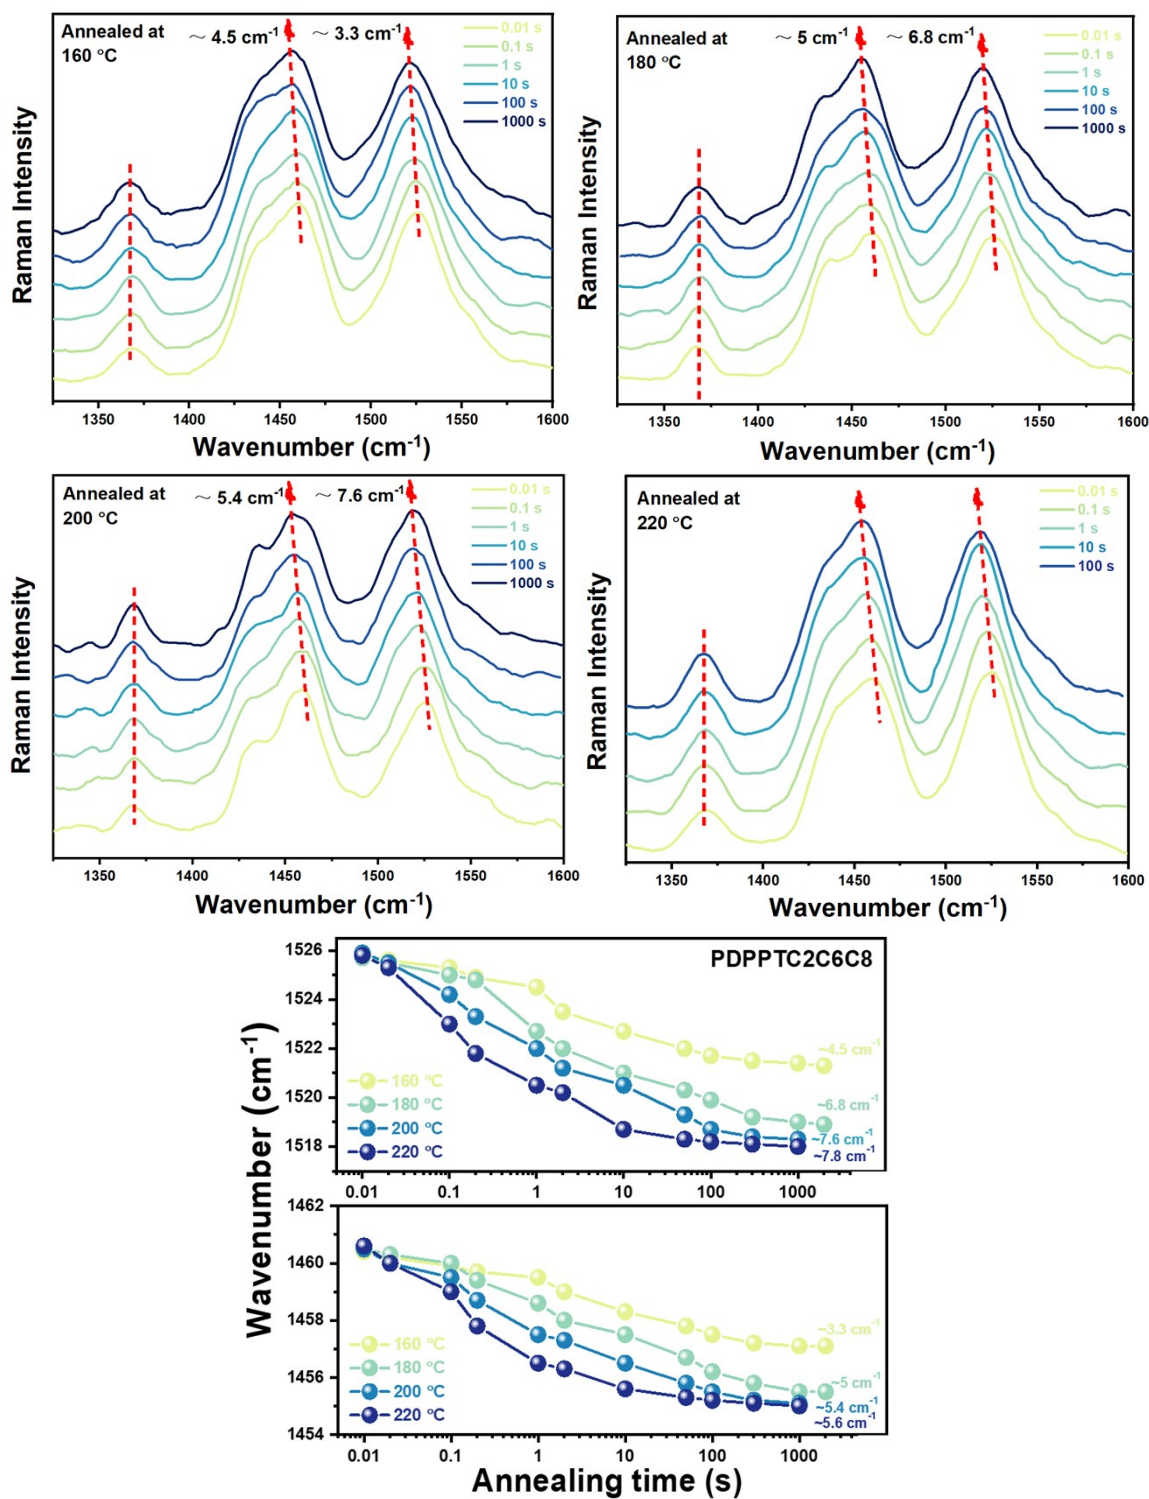 Annealed at
160 °C
~ 4.5 cm-1
~ 3.3 cm-1
0.01 s
0.1 s
1 s
10 s
100 s
1000 s
Raman Intensity
1350 1400 1450 1500 1550 1600
Wavenumber (cm-1)
Annealed at
180 °C
~ 5 cm-1
~ 6.8 cm-1
0.01 s
0.1 s
1 s
10 s
100 s
1000 s
Raman Intensity
1350 1400 1450 1500 1550 1600
Wavenumber (cm-1)
Annealed at
200 °C
~ 5.4 cm-1
~ 7.6 cm-1
0.01 s
0.1 s
1 s
10 s
100 s
1000 s
Raman Intensity
1350 1400 1450 1500 1550 1600
Wavenumber (cm-1)
Annealed at
220 °C
0.01 s
0.1 s
1 s
10 s
100 s
Raman Intensity
1350 1400 1450 1500 1550 1600
Wavenumber (cm-1)
Wavenumber (cm-1)
PDPPTC2C6C8
1526
1524
1522
1520
1518
160 °C
180 °C
200 °C
220 °C
~4.5 cm-1
~6.8 cm-1
~7.6 cm-1
~7.8 cm-1
0.01 0.1 1 10 100 1000
1462
1460
1458
1456
1454
160 °C
180 °C
200 °C
220 °C
~3.3 cm-1
~5 cm-1
~5.4 cm-1
~5.6 cm-1
0.01 0.1 1 10 100 1000
Annealing time (s)